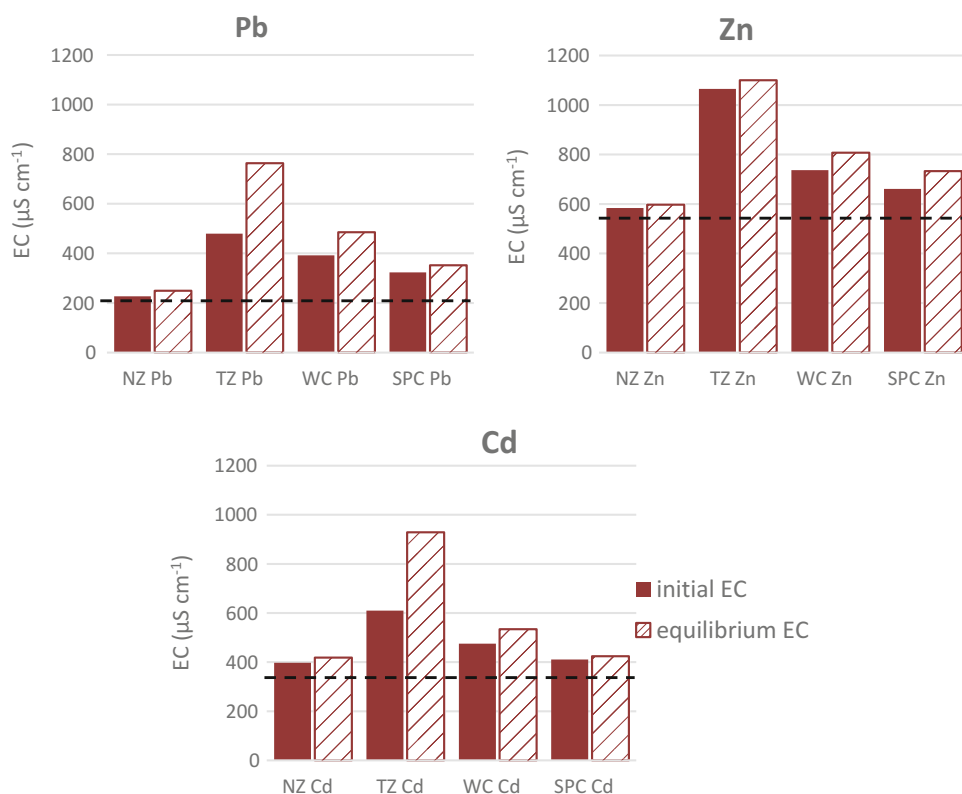 Pb
1200
1000
800
600
400
200
0
EC (µS cm⁻¹)
NZ Pb TZ Pb WC Pb SPC Pb
Zn
1200
1000
800
600
400
200
0
EC (µS cm⁻¹)
NZ Zn TZ Zn WC Zn SPC Zn
Cd
1200
1000
800
600
400
200
0
EC (µS cm⁻¹)
NZ Cd TZ Cd WC Cd SPC Cd
initial EC
equilibrium EC